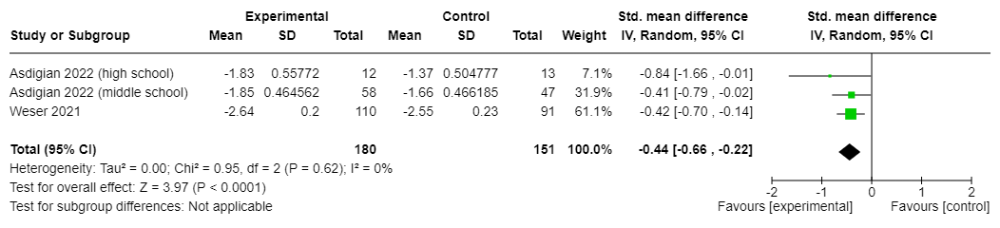 Experimental Control Std. mean difference Std. mean difference
Study or Subgroup Mean SD Total Mean SD Total Weight IV, Random, 95% CI IV, Random, 95% CI
Asdigian 2022 (high school) -1.83 0.55772 12 -1.37 0.504777 13 7.1% -0.84 [-1.66 , -0.01]
Asdigian 2022 (middle school) -1.85 0.464562 58 -1.66 0.466185 47 31.9% -0.41 [-0.79 , -0.02]
Weser 2021 -2.64 0.2 110 -2.55 0.23 91 61.1% -0.42 [-0.70 , -0.14]
Total (95% CI) 180 151 100.0% -0.44 [-0.66 , -0.22]
Heterogeneity: Tau² = 0.00; Chi² = 0.95, df = 2 (P = 0.62); I² = 0%
Test for overall effect: Z = 3.97 (P < 0.0001)
Test for subgroup differences: Not applicable
-2 -1 0 1 2
Favours [experimental] Favours [control]